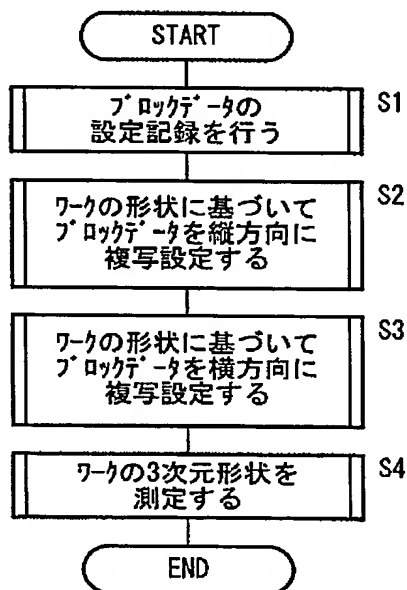 START
ブロックデータの
設定記録を行う
S1
ワークの形状に基づいて
ブロックデータを縦方向に
複写設定する
S2
ワークの形状に基づいて
ブロックデータを横方向に
複写設定する
S3
ワークの3次元形状を
測定する
S4
END